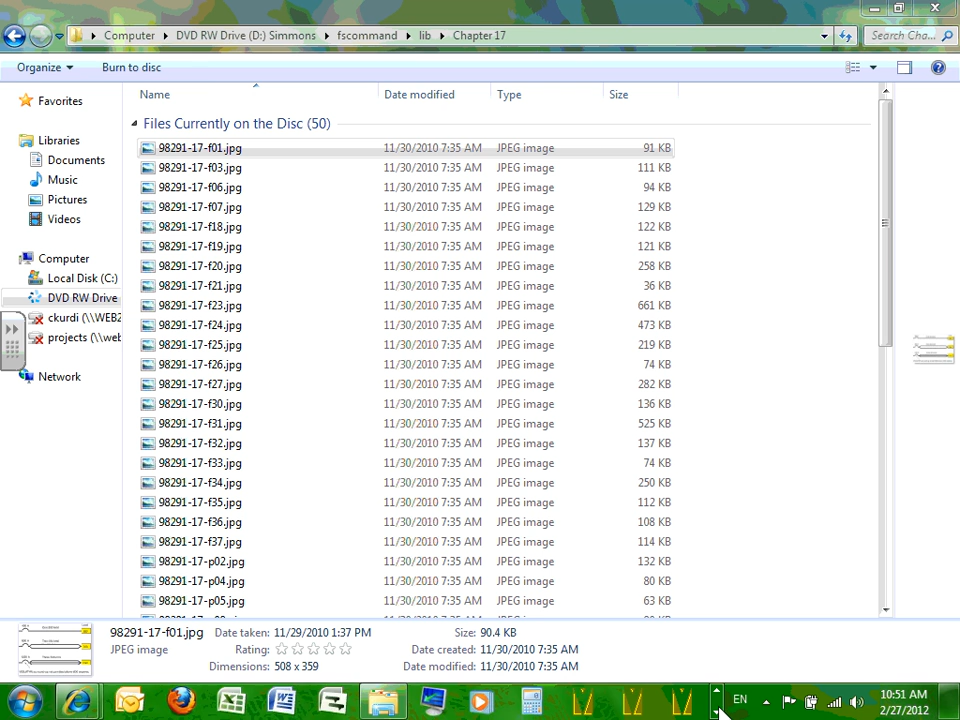 Computer DVD RW Drive (D:) Simmons fscommand lib Chapter 17 Search Cha...
Organize Burn to disc
Favorites
Libraries
Documents
Music
Pictures
Videos
Computer
Local Disk (C:)
DVD RW Drive
ckurdi (\\WEB2
projects (\\web
Network
Name Date modified Type Size
Files Currently on the Disc (50)
98291-17-f01.jpg 11/30/2010 7:35 AM JPEG image 91 KB
98291-17-f03.jpg 11/30/2010 7:35 AM JPEG image 111 KB
98291-17-f06.jpg 11/30/2010 7:35 AM JPEG image 94 KB
98291-17-f07.jpg 11/30/2010 7:35 AM JPEG image 129 KB
98291-17-f18.jpg 11/30/2010 7:35 AM JPEG image 122 KB
98291-17-f19.jpg 11/30/2010 7:35 AM JPEG image 121 KB
98291-17-f20.jpg 11/30/2010 7:35 AM JPEG image 258 KB
98291-17-f21.jpg 11/30/2010 7:35 AM JPEG image 36 KB
98291-17-f23.jpg 11/30/2010 7:35 AM JPEG image 661 KB
98291-17-f24.jpg 11/30/2010 7:35 AM JPEG image 473 KB
98291-17-f25.jpg 11/30/2010 7:35 AM JPEG image 219 KB
98291-17-f26.jpg 11/30/2010 7:35 AM JPEG image 74 KB
98291-17-f27.jpg 11/30/2010 7:35 AM JPEG image 282 KB
98291-17-f30.jpg 11/30/2010 7:35 AM JPEG image 136 KB
98291-17-f31.jpg 11/30/2010 7:35 AM JPEG image 525 KB
98291-17-f32.jpg 11/30/2010 7:35 AM JPEG image 137 KB
98291-17-f33.jpg 11/30/2010 7:35 AM JPEG image 74 KB
98291-17-f34.jpg 11/30/2010 7:35 AM JPEG image 250 KB
98291-17-f35.jpg 11/30/2010 7:35 AM JPEG image 112 KB
98291-17-f36.jpg 11/30/2010 7:35 AM JPEG image 108 KB
98291-17-f37.jpg 11/30/2010 7:35 AM JPEG image 114 KB
98291-17-p02.jpg 11/30/2010 7:35 AM JPEG image 132 KB
98291-17-p04.jpg 11/30/2010 7:35 AM JPEG image 80 KB
98291-17-p05.jpg 11/30/2010 7:35 AM JPEG image 63 KB
98291-17-f01.jpg Date taken: 11/29/2010 1:37 PM Size: 90.4 KB
JPEG image Rating: Date created: 11/30/2010 7:35 AM
Dimensions: 508 x 359 Date modified: 11/30/2010 7:35 AM
EN
10:51 AM
2/27/2012